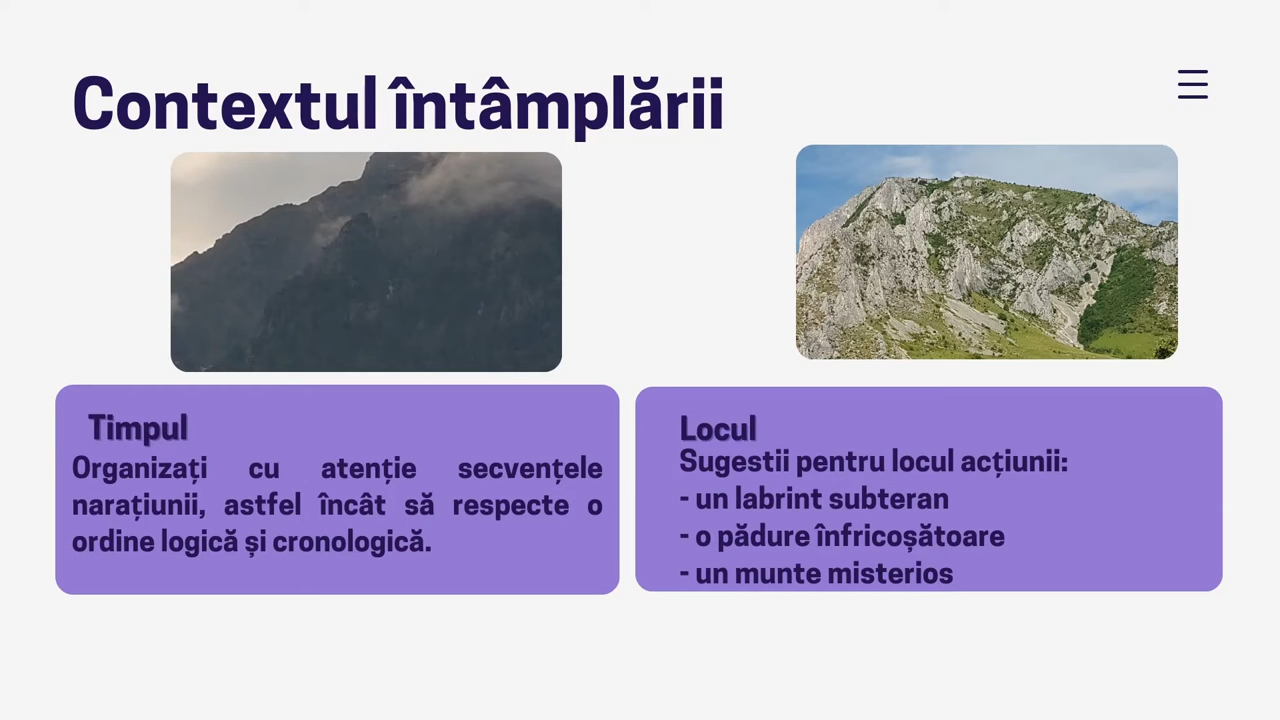 Contextul întâmplării
Timpul
Organizați cu atenție secvențele
narațiunii, astfel încât să respecte o
ordine logică și cronologică.
Locul
Sugestii pentru locul acțiunii:
- un labrint subteran
- o pădure înfricoșătoare
- un munte misterios